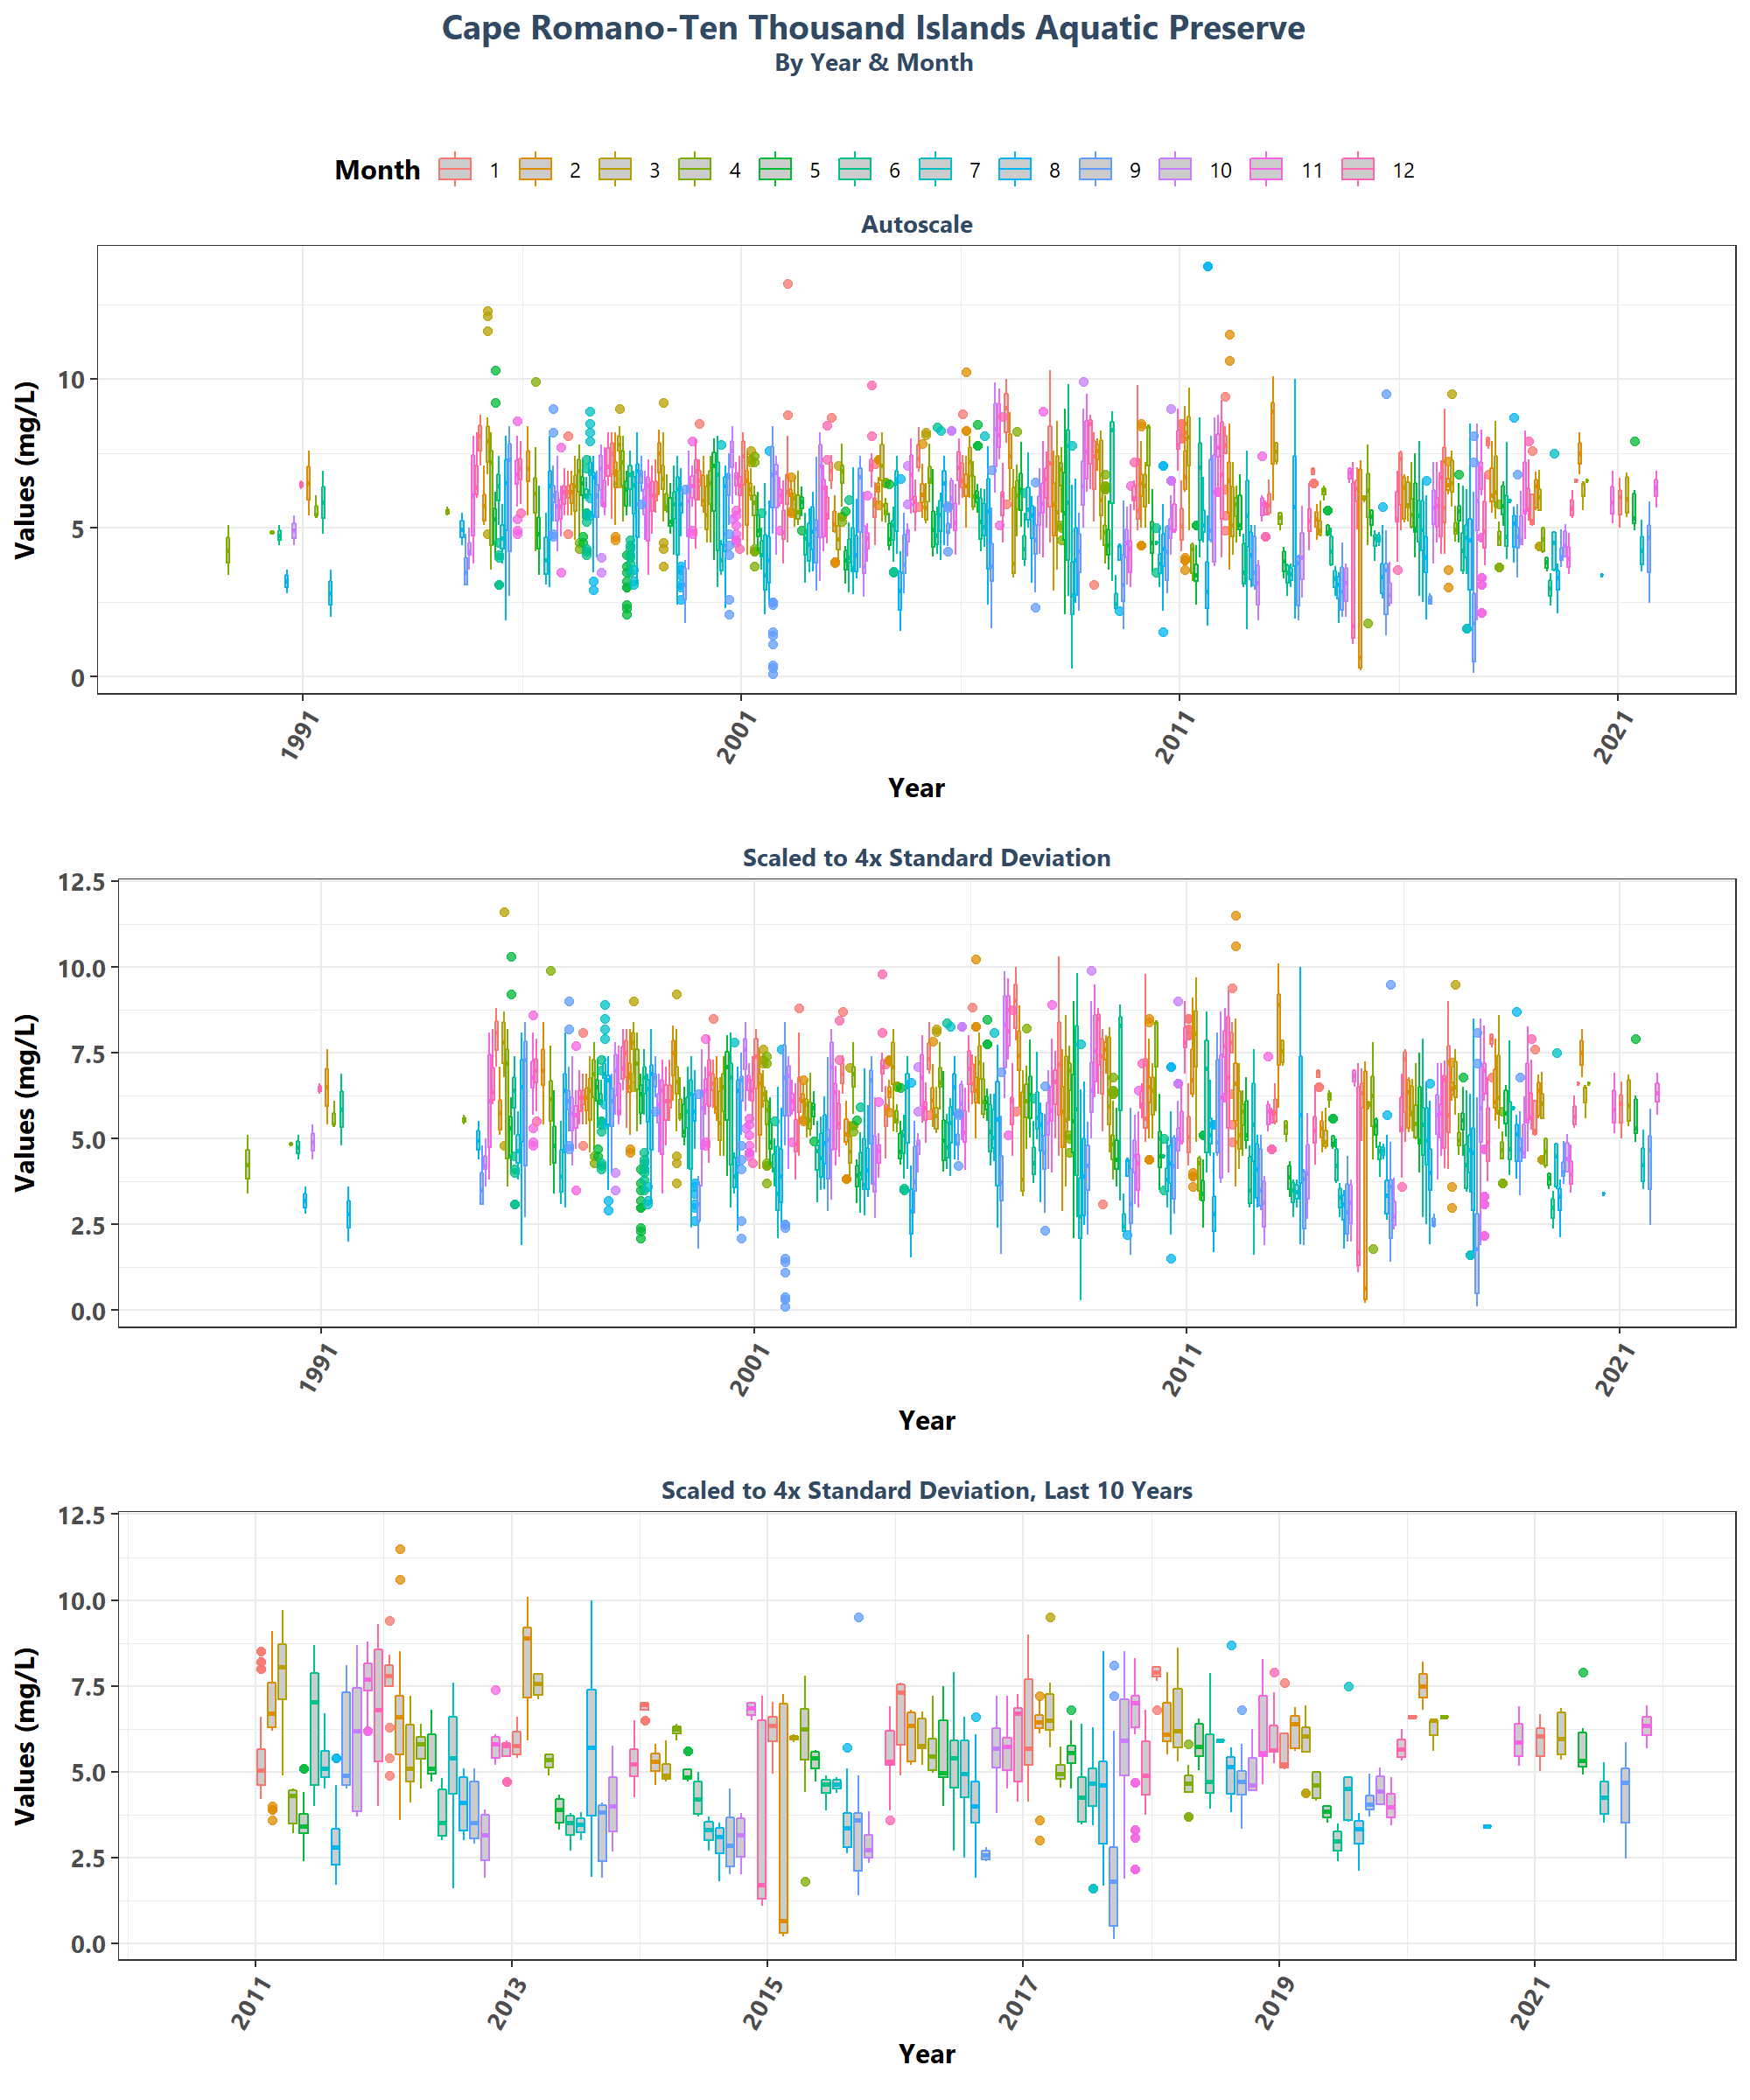 Cape Romano-Ten Thousand Islands Aquatic Preserve
By Year & Month
Month 1 2 3 4 5 6 7 8 9 10 11 12
Autoscale
Values (mg/L)
10
5
0
1991 2001 2011 2021
Year
Scaled to 4x Standard Deviation
Values (mg/L)
12.5
10.0
7.5
5.0
2.5
0.0
1991 2001 2011 2021
Year
Scaled to 4x Standard Deviation, Last 10 Years
Values (mg/L)
12.5
10.0
7.5
5.0
2.5
0.0
2011 2013 2015 2017 2019 2021
Year